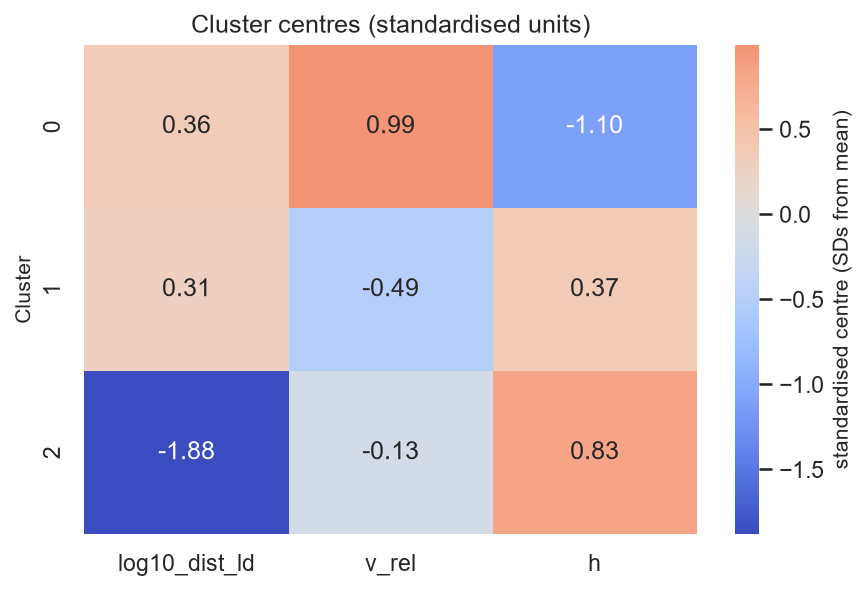 Cluster centres (standardised units)
Cluster
0
0.36
0.99
-1.10
1
0.31
-0.49
0.37
2
-1.88
-0.13
0.83
log10_dist_ld
v_rel
h
0.5
0.0
−0.5
−1.0
−1.5
standardised centre (SDs from mean)